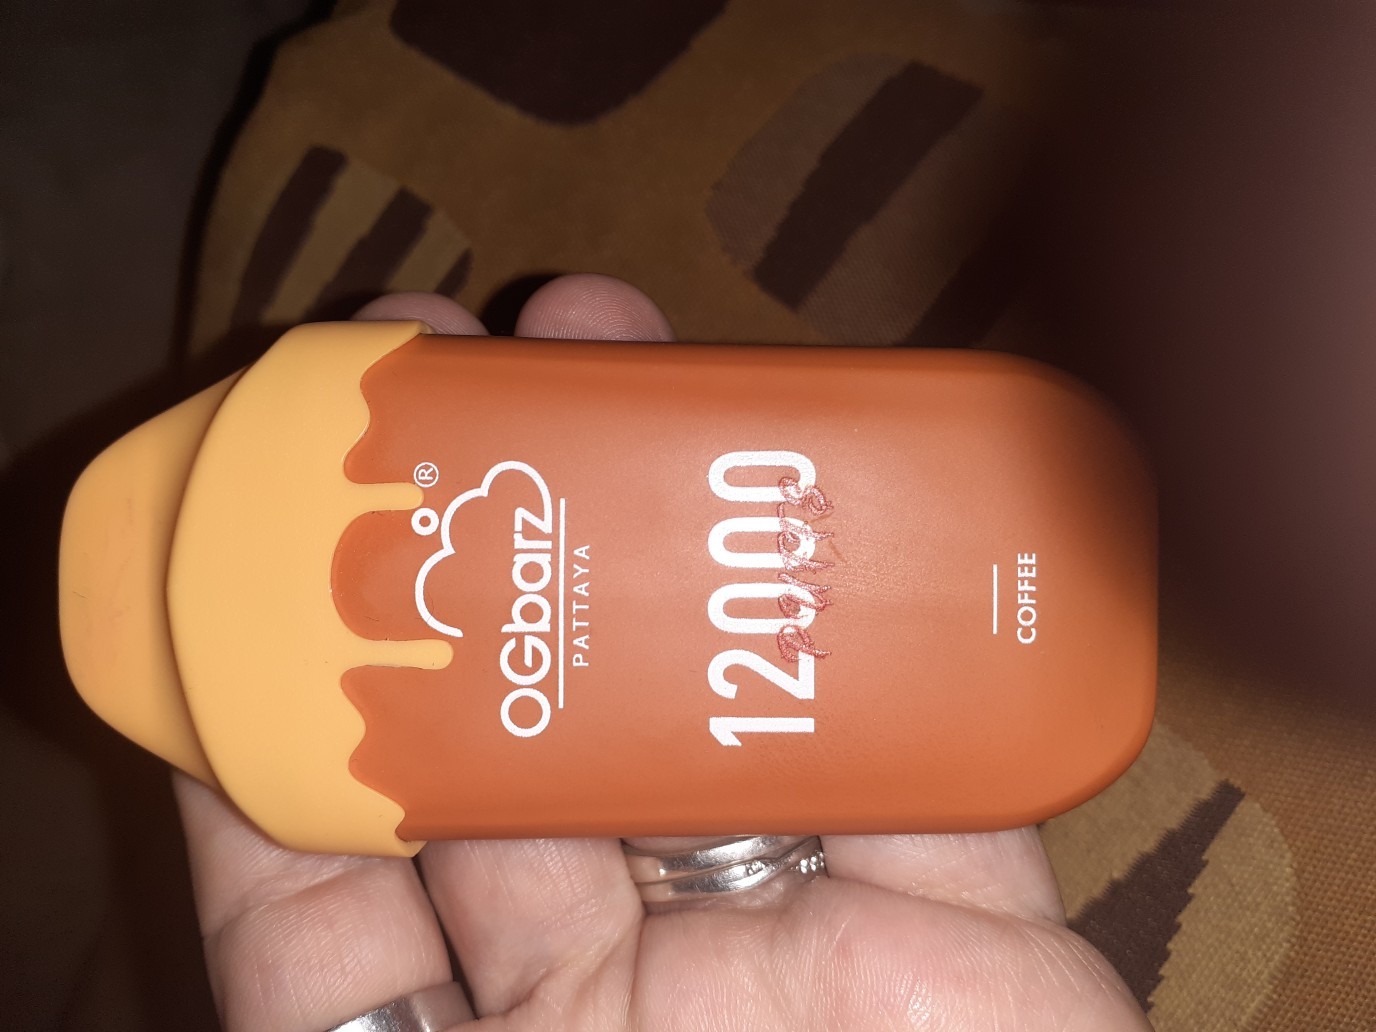 ®
OGbarz
PATTAYA
12000
puffs
COFFEE